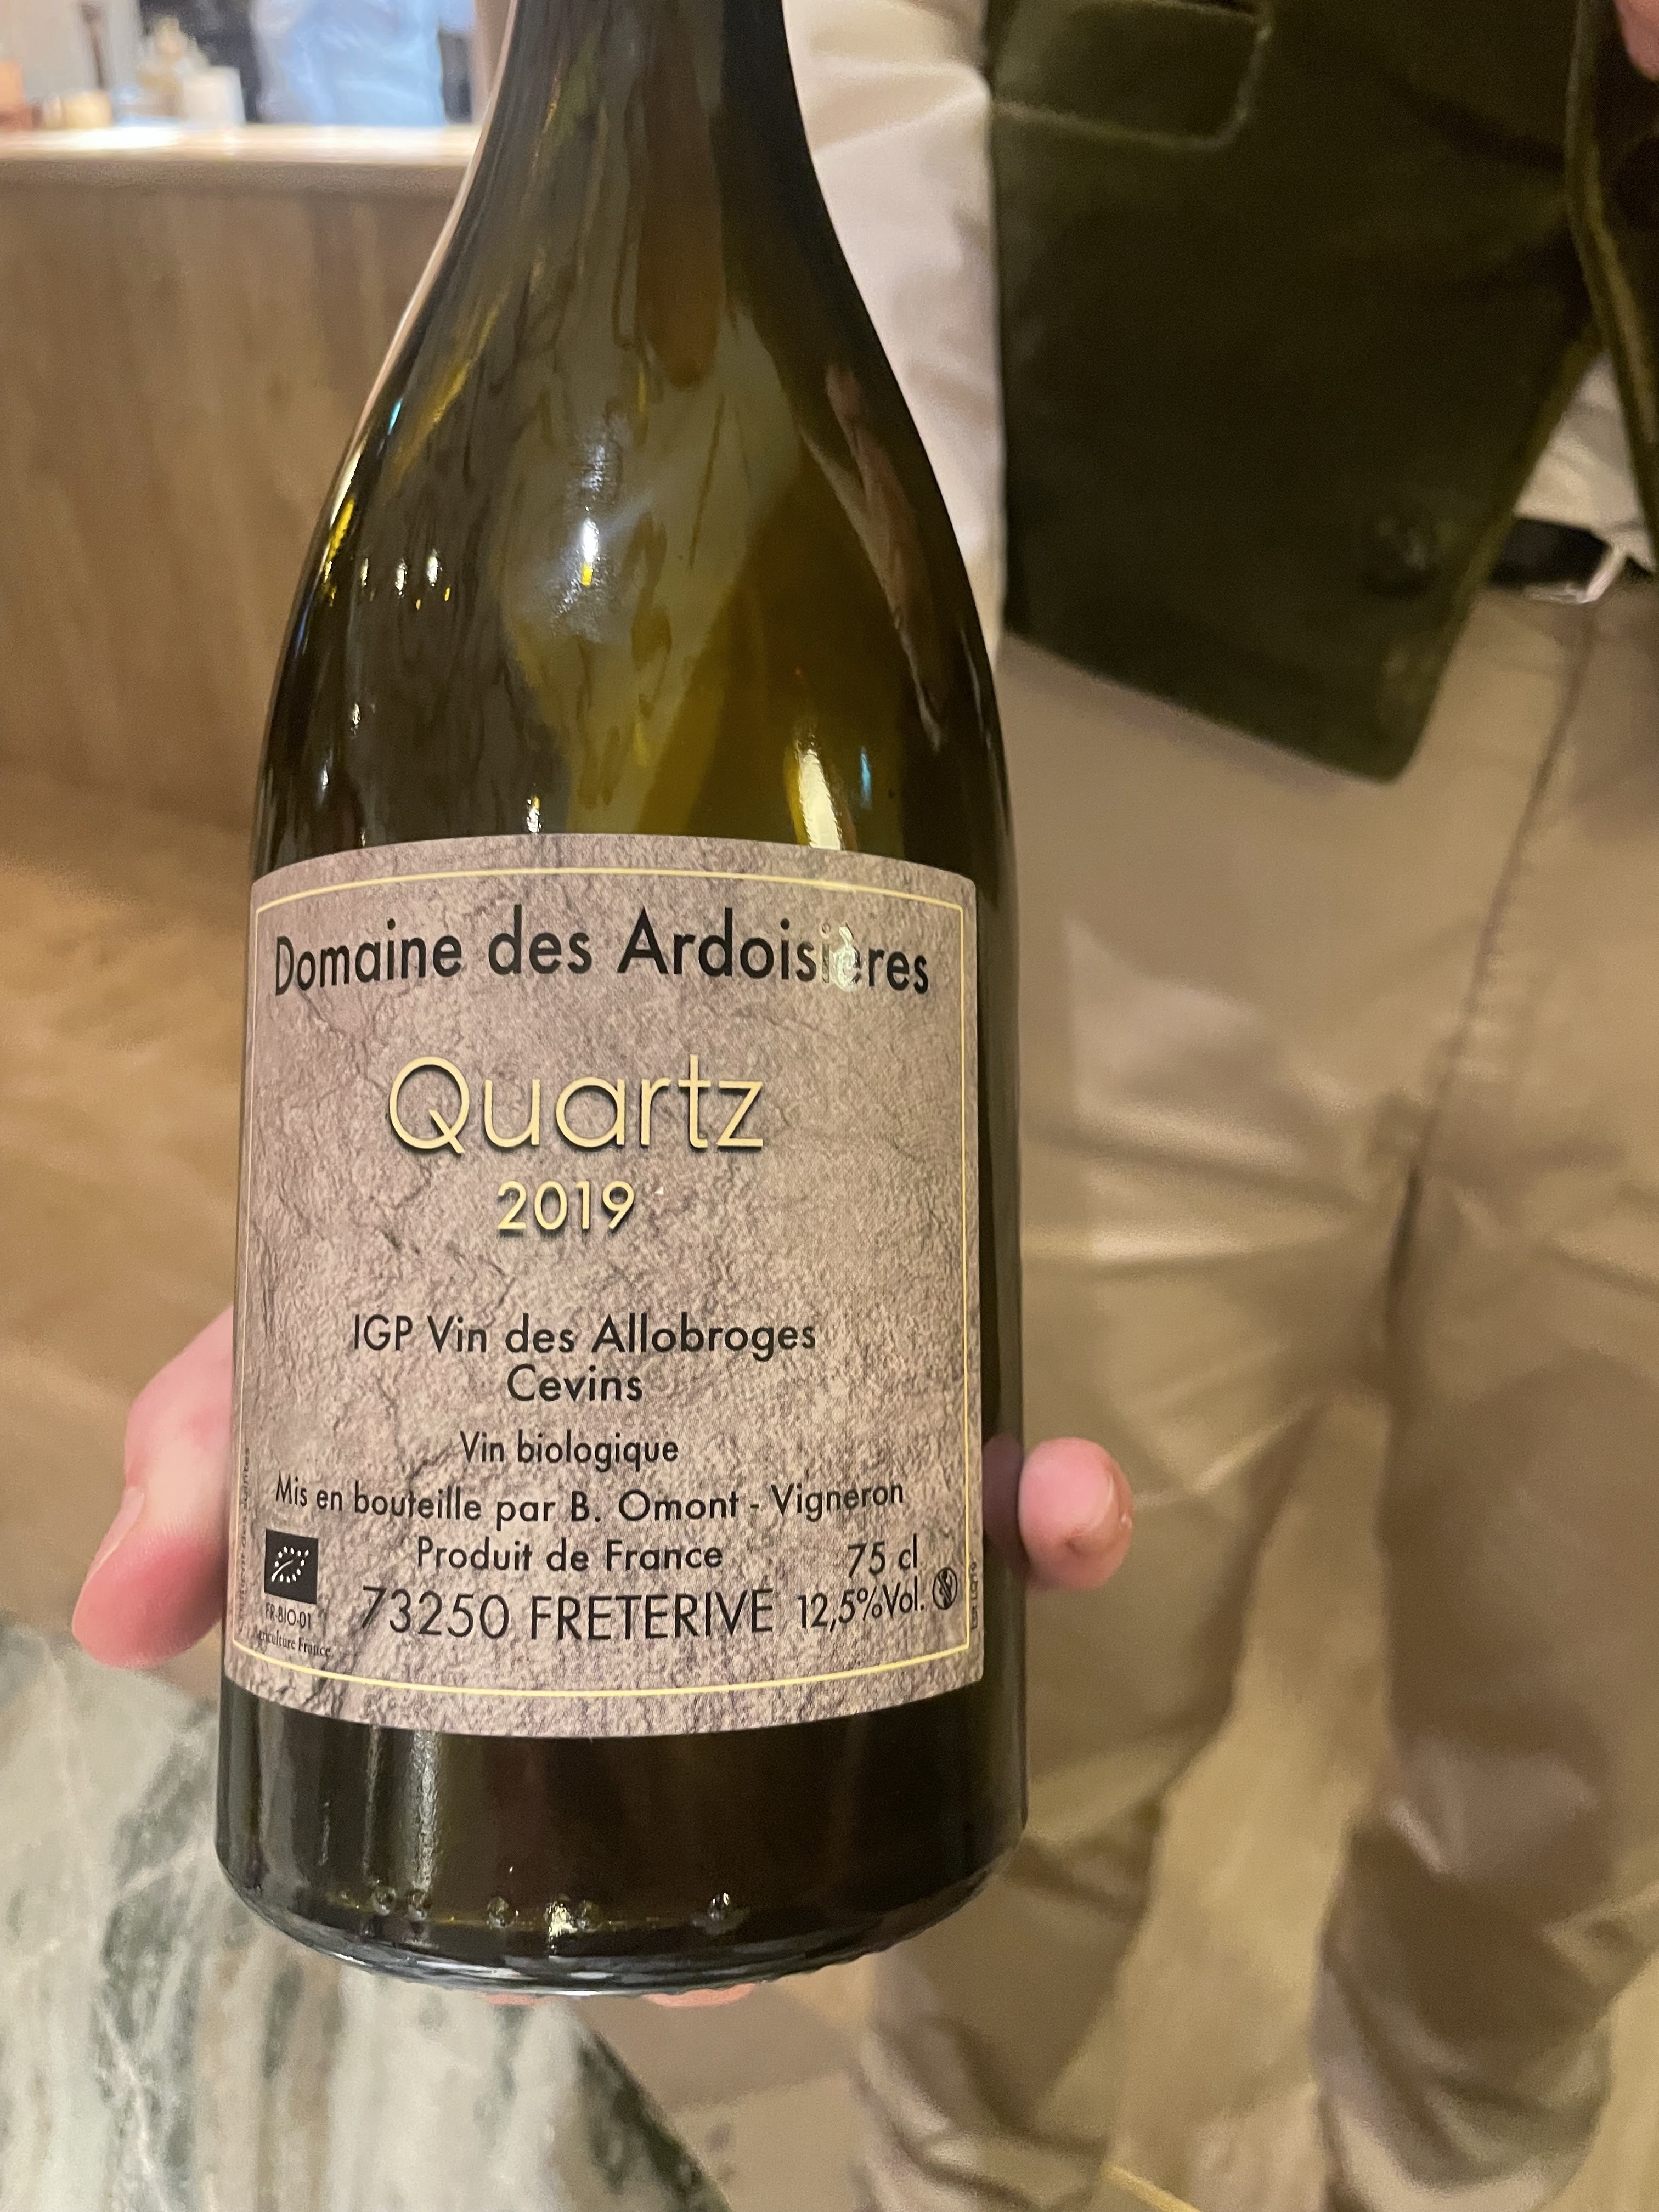 Domaine des Ardoisières
Quartz
2019
IGP Vin des Allobroges
Cevins
Vin biologique
Mis en bouteille par B. Omont - Vigneron
Produit de France
75 cl
73250 FRETERIVE
12,5%Vol.
FR-BIO-01
France